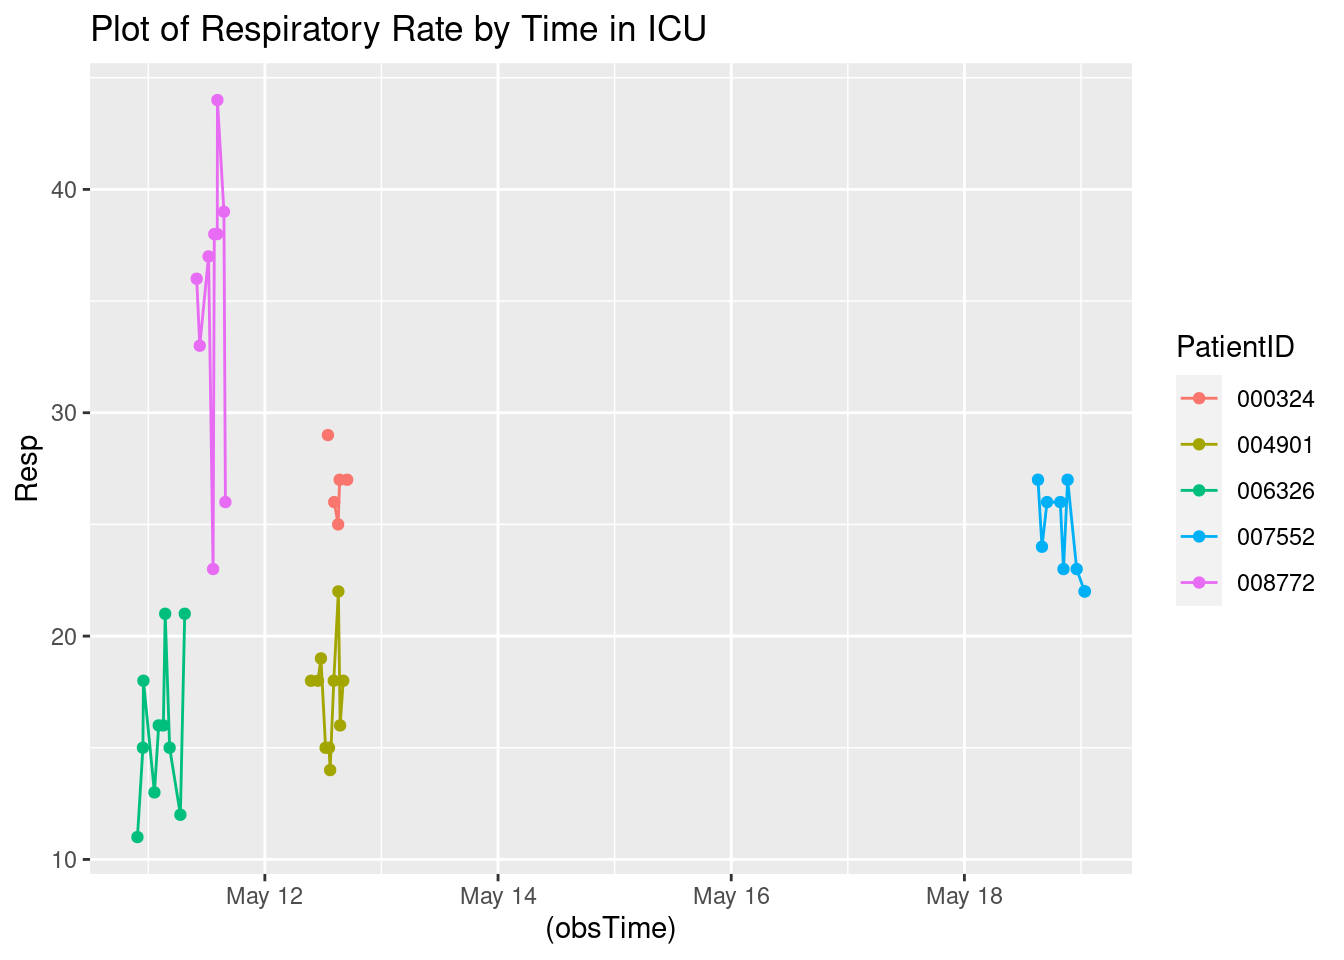 Plot of Respiratory Rate by Time in ICU
40
30
20
10
Resp
May 12
May 14
May 16
May 18
(obsTime)
PatientID
000324
004901
006326
007552
008772